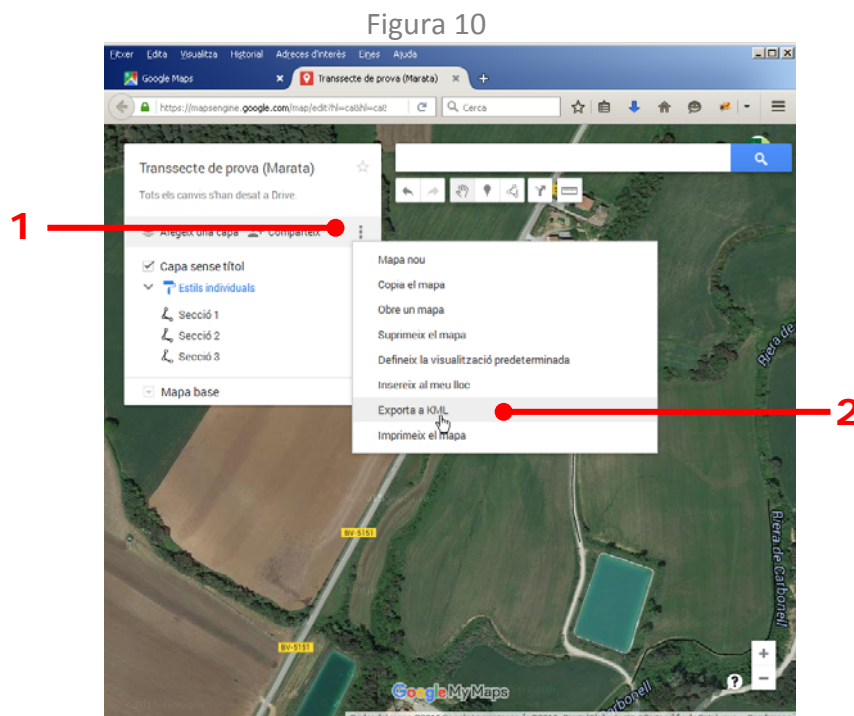 Figura 10
Fitxer Edita Visualitza Historial Adreces d'interès Eines Ajuda
Google Maps × Transsecte de prova (Marata) × +
https://mapsengine.google.com/map/edit?hl=ca&hl=ca& Cerca
Transsecte de prova (Marata)
Tots els canvis s'han desat a Drive.
1
Afegeix una capa Comparteix
Capa sense títol
Estils individuals
Secció 1
Secció 2
Secció 3
Mapa base
Mapa nou
Copia el mapa
Obre un mapa
Suprimeix el mapa
Defineix la visualització predeterminada
Insereix al meu lloc
Exporta a KML
2
Imprimeix el mapa
Riera de
BV-5151
Riera de Carbonell
BV-5151
Google My Maps
Carbonell
+
?
−